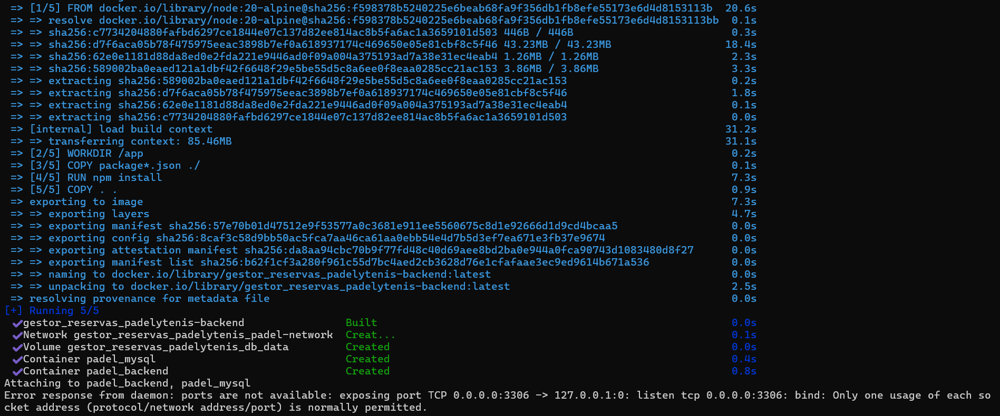 => [1/5] FROM docker.io/library/node:20-alpine@sha256:f598378b5240225e6beab68fa9f356db1fb8efe55173e6d4d8153113b 20.6s
=> => resolve docker.io/library/node:20-alpine@sha256:f598378b5240225e6beab68fa9f356db1fb8efe55173e6d4d8153113bb 0.1s
=> => sha256:c7734204880fafbd6297ce1844e07c137d82ee814ac8b5fa6ac1a3659101d503 446B / 446B 0.3s
=> => sha256:d7f6aca05b78f475975eeac3898b7ef0a618937174c469650e05e81cbf8c5f46 43.23MB / 43.23MB 18.4s
=> => sha256:62e0e1181d88da8ed0e2fda221e9446ad0f09a004a375193ad7a38e31ec4eab4 1.26MB / 1.26MB 2.3s
=> => sha256:589002ba0eaed121a1dbf42f6648f29e5be55d5c8a6ee0f8eaa0285cc21ac153 3.86MB / 3.86MB 3.3s
=> => extracting sha256:589002ba0eaed121a1dbf42f6648f29e5be55d5c8a6ee0f8eaa0285cc21ac153 0.2s
=> => extracting sha256:d7f6aca05b78f475975eeac3898b7ef0a618937174c469650e05e81cbf8c5f46 1.8s
=> => extracting sha256:62e0e1181d88da8ed0e2fda221e9446ad0f09a004a375193ad7a38e31ec4eab4 0.1s
=> => extracting sha256:c7734204880fafbd6297ce1844e07c137d82ee814ac8b5fa6ac1a3659101d503 0.0s
=> [internal] load build context 31.2s
=> => transferring context: 85.46MB 31.1s
=> [2/5] WORKDIR /app 0.2s
=> [3/5] COPY package*.json ./ 0.1s
=> [4/5] RUN npm install 7.3s
=> [5/5] COPY . . 0.9s
=> exporting to image 7.3s
=> => exporting layers 4.7s
=> => exporting manifest sha256:57e70b01d47512e9f53577a0c3681e911ee5560675c8d1e92666d1d9cd4bcaa5 0.0s
=> => exporting config sha256:8caf3c58d9bb50ac5fca7aa46ca61aa0ebb54e4d7b5d3ef7ea671e3fb37e9674 0.0s
=> => exporting attestation manifest sha256:da8aa94cbc70b9f77fd48c40d69aee8bd2ba0e944a0fca90743d1083480d8f27 0.0s
=> => exporting manifest list sha256:b62f1cf3a280f961c55d7bc4aed2cb3628d76e1cfafaae3ec9ed9614b671a536 0.0s
=> => naming to docker.io/library/gestor_reservas_padelytenis-backend:latest 0.0s
=> => unpacking to docker.io/library/gestor_reservas_padelytenis-backend:latest 2.5s
=> resolving provenance for metadata file 0.0s
[+] Running 5/5
✔gestor_reservas_padelytenis-backend Built 0.0s
✔Network gestor_reservas_padelytenis_padel-network Creat... 0.1s
✔Volume gestor_reservas_padelytenis_db_data Created 0.0s
✔Container padel_mysql Created 0.4s
✔Container padel_backend Created 0.8s
Attaching to padel_backend, padel_mysql
Error response from daemon: ports are not available: exposing port TCP 0.0.0.0:3306 -> 127.0.0.1:0: listen tcp 0.0.0.0:3306: bind: Only one usage of each so
cket address (protocol/network address/port) is normally permitted.